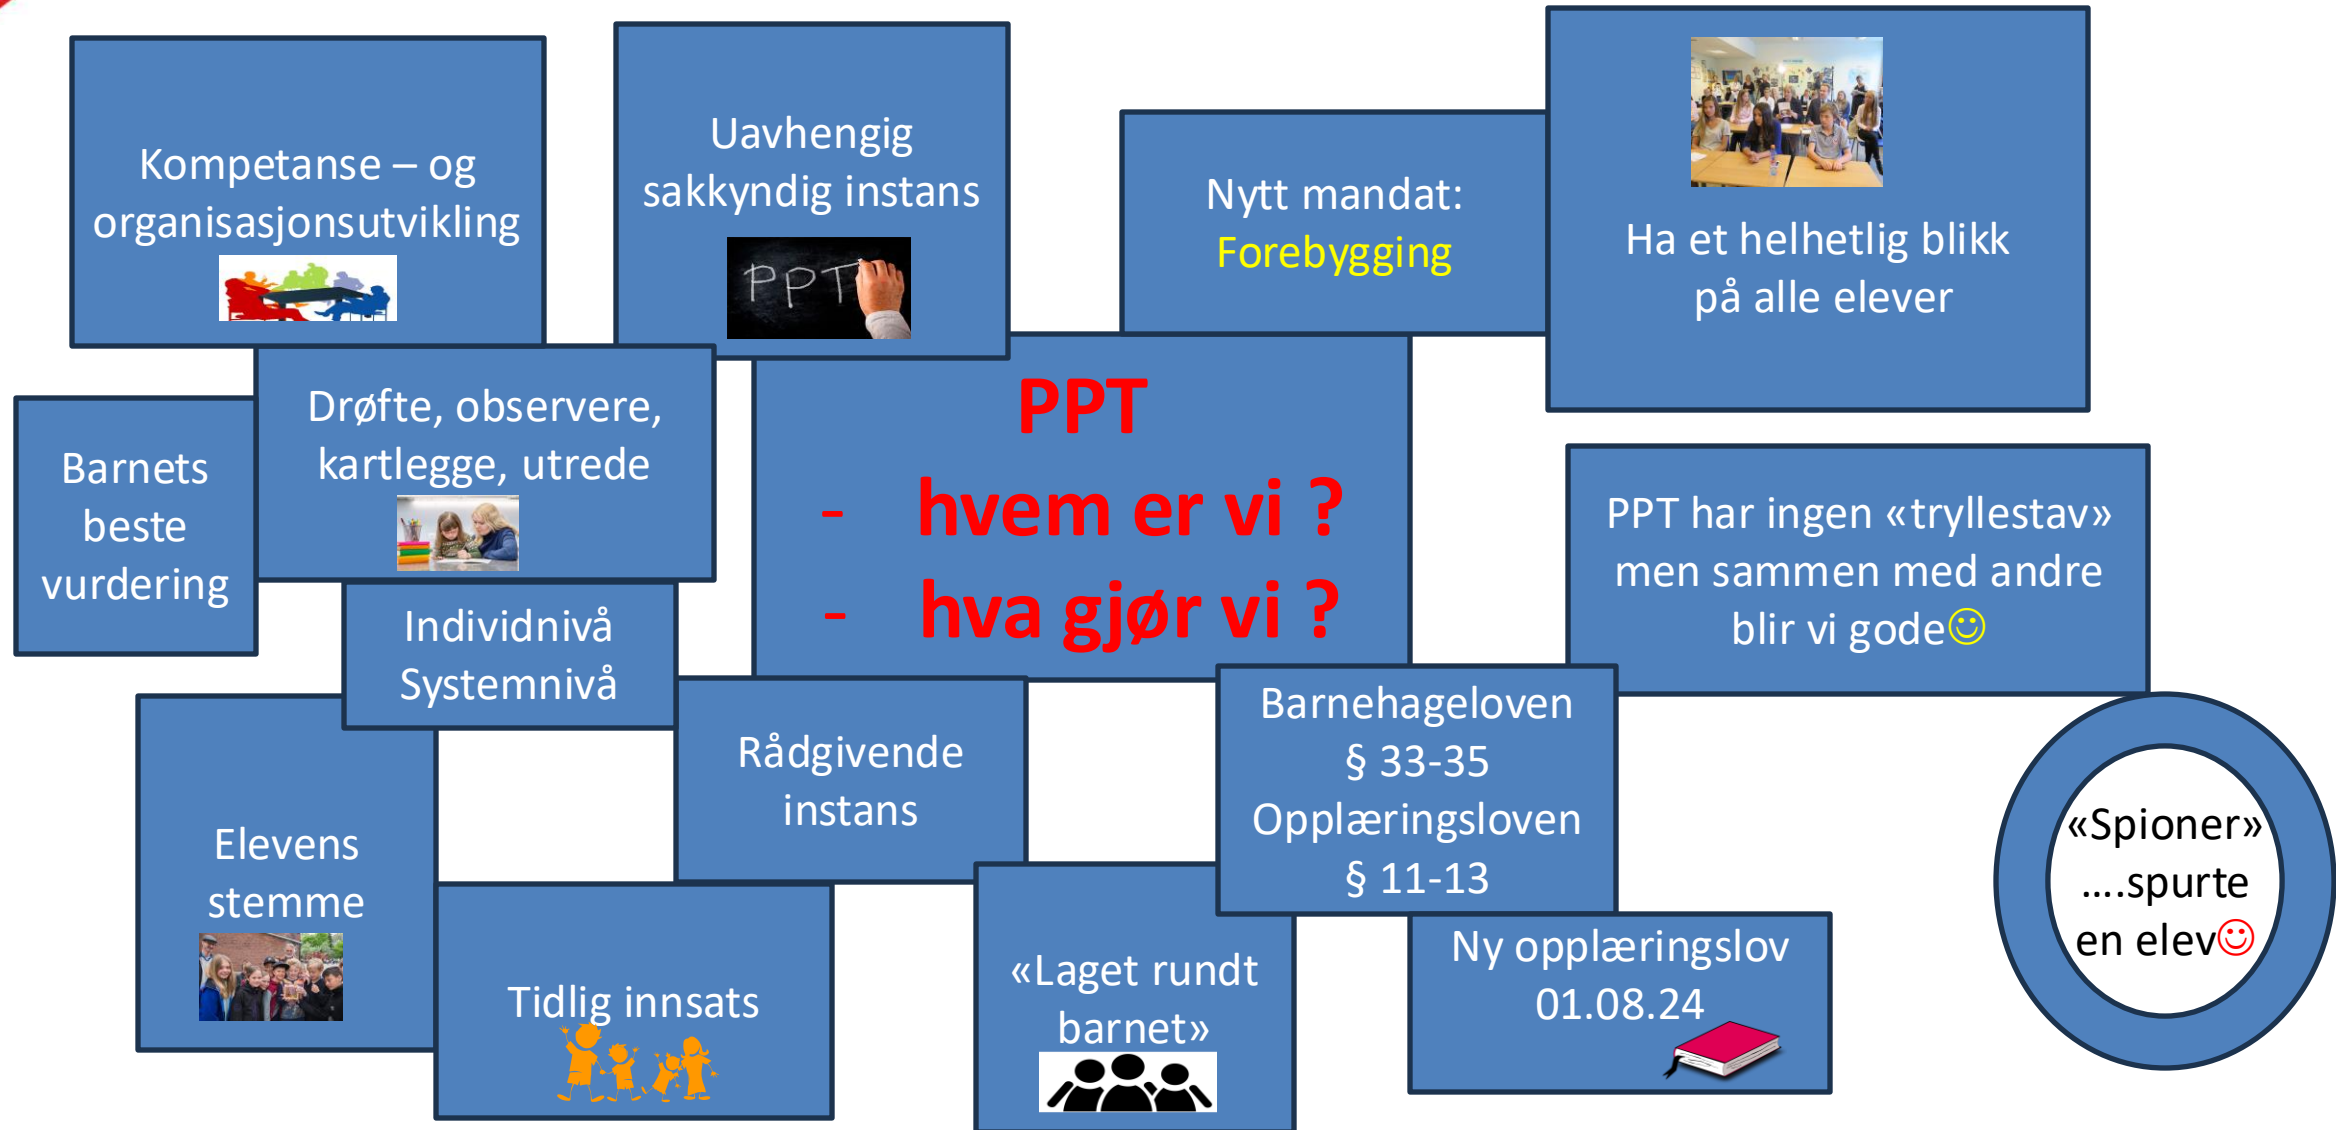 Kompetanse – og
organisasjonsutvikling
Uavhengig
sakkyndig instans
PPT
Nytt mandat:
Forebygging
Ha et helhetlig blikk
på alle elever
Barnets
beste
vurdering
Drøfte, observere,
kartlegge, utrede
PPT
- hvem er vi ?
- hva gjør vi ?
PPT har ingen «tryllestav»
men sammen med andre
blir vi gode☺
Individnivå
Systemnivå
Elevens
stemme
Rådgivende
instans
Barnehageloven
§ 33-35
Opplæringsloven
§ 11-13
«Spioner»
....spurte
en elev☺
Tidlig innsats
«Laget rundt
barnet»
Ny opplæringslov
01.08.24